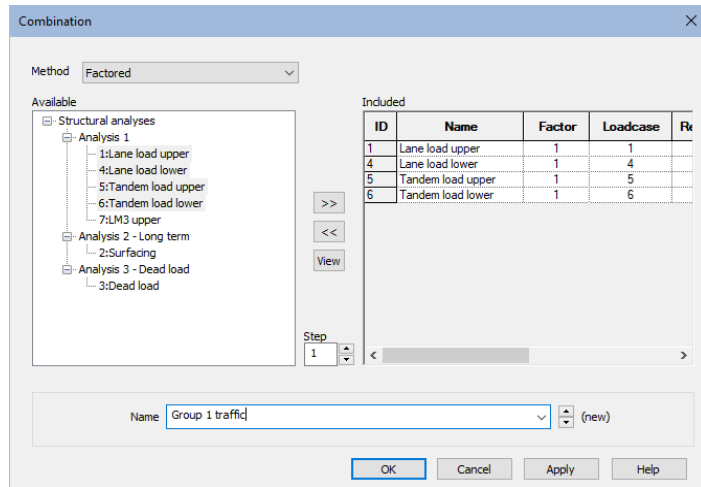 Combination
Method Factored
Available
Structural analyses
Analysis 1
1:Lane load upper
4:Lane load lower
5:Tandem load upper
6:Tandem load lower
7:LM3 upper
Analysis 2 - Long term
2:Surfacing
Analysis 3 - Dead load
3:Dead load
>>
<<
View
Step
1
Included
ID Name Factor Loadcase Re
1 Lane load upper 1 1
4 Lane load lower 1 4
5 Tandem load upper 1 5
6 Tandem load lower 1 6
Name Group 1 traffic (new)
OK Cancel Apply Help